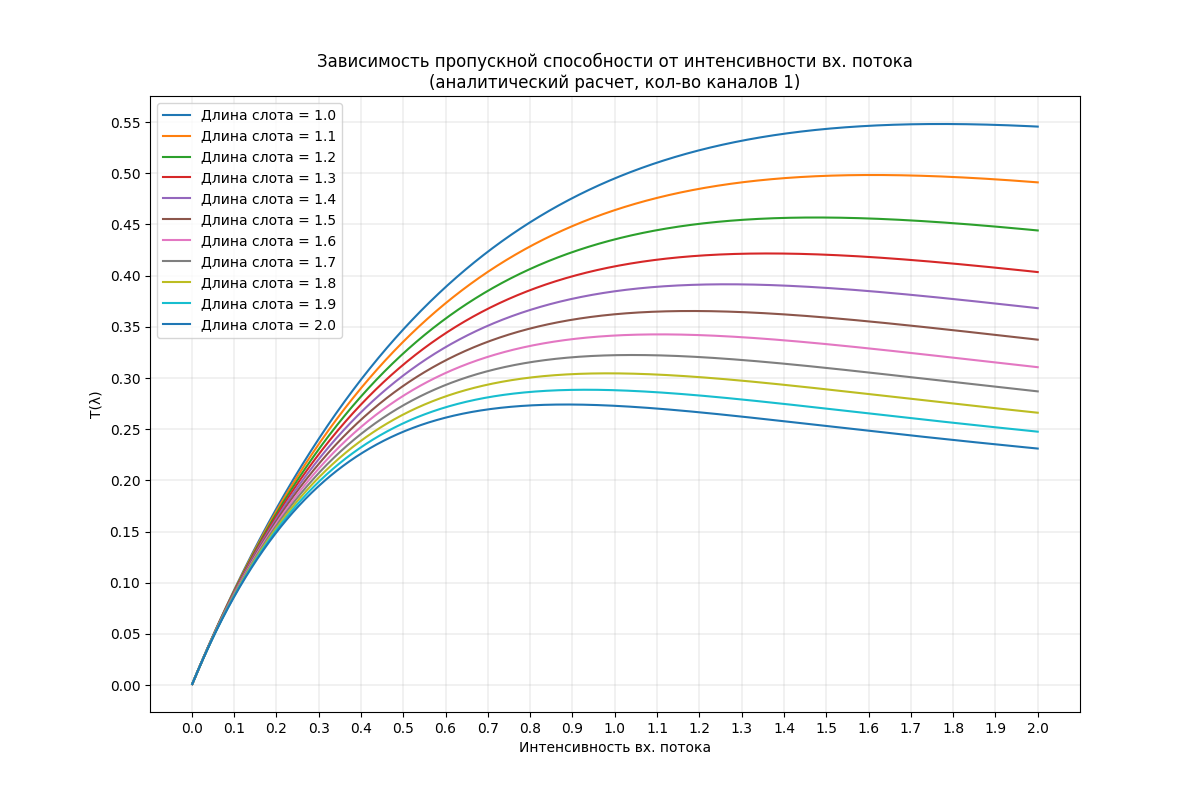 Зависимость пропускной способности от интенсивности вх. потока
(аналитический расчет, кол-во каналов 1)
Длина слота = 1.0
Длина слота = 1.1
Длина слота = 1.2
Длина слота = 1.3
Длина слота = 1.4
Длина слота = 1.5
Длина слота = 1.6
Длина слота = 1.7
Длина слота = 1.8
Длина слота = 1.9
Длина слота = 2.0
0.55
0.50
0.45
0.40
0.35
0.30
0.25
0.20
0.15
0.10
0.05
0.00
T(λ)
0.0 0.1 0.2 0.3 0.4 0.5 0.6 0.7 0.8 0.9 1.0 1.1 1.2 1.3 1.4 1.5 1.6 1.7 1.8 1.9 2.0
Интенсивность вх. потока